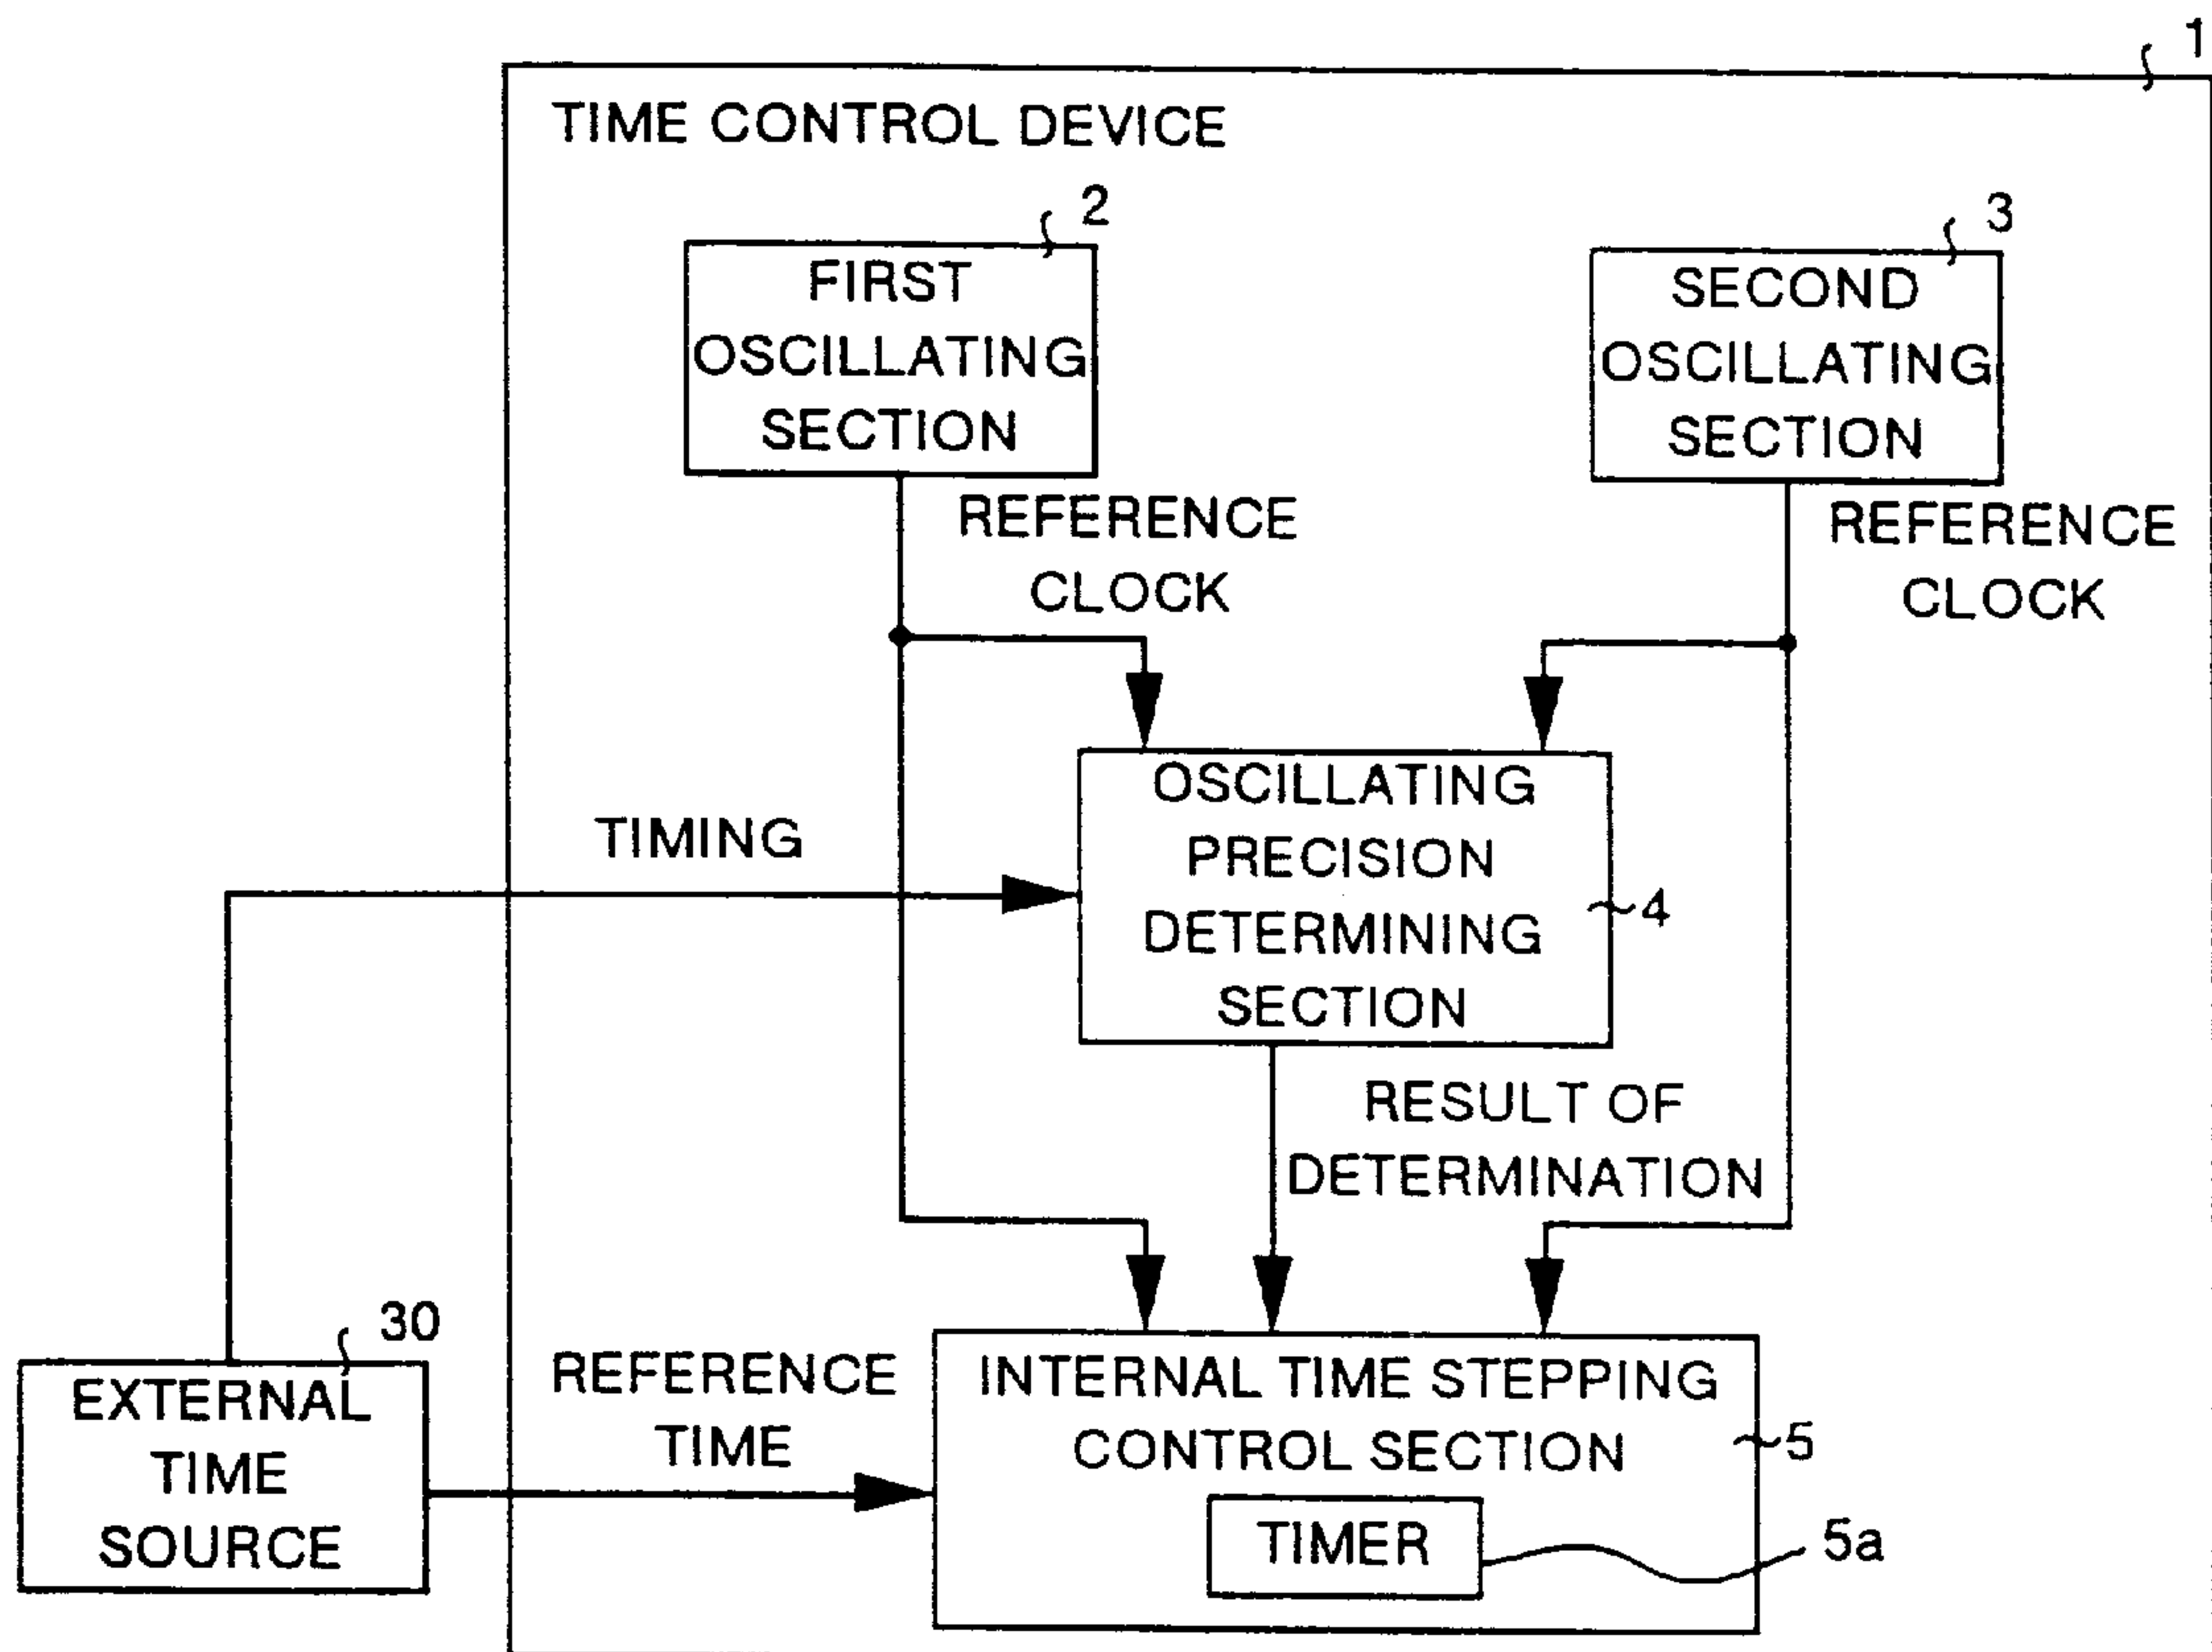 1
TIME CONTROL DEVICE
2
FIRST
OSCILLATING
SECTION
3
SECOND
OSCILLATING
SECTION
REFERENCE
CLOCK
REFERENCE
CLOCK
TIMING
OSCILLATING
PRECISION
DETERMINING
SECTION
4
RESULT OF
DETERMINATION
30
EXTERNAL
TIME
SOURCE
REFERENCE
TIME
INTERNAL TIME STEPPING
CONTROL SECTION
5
TIMER
5a